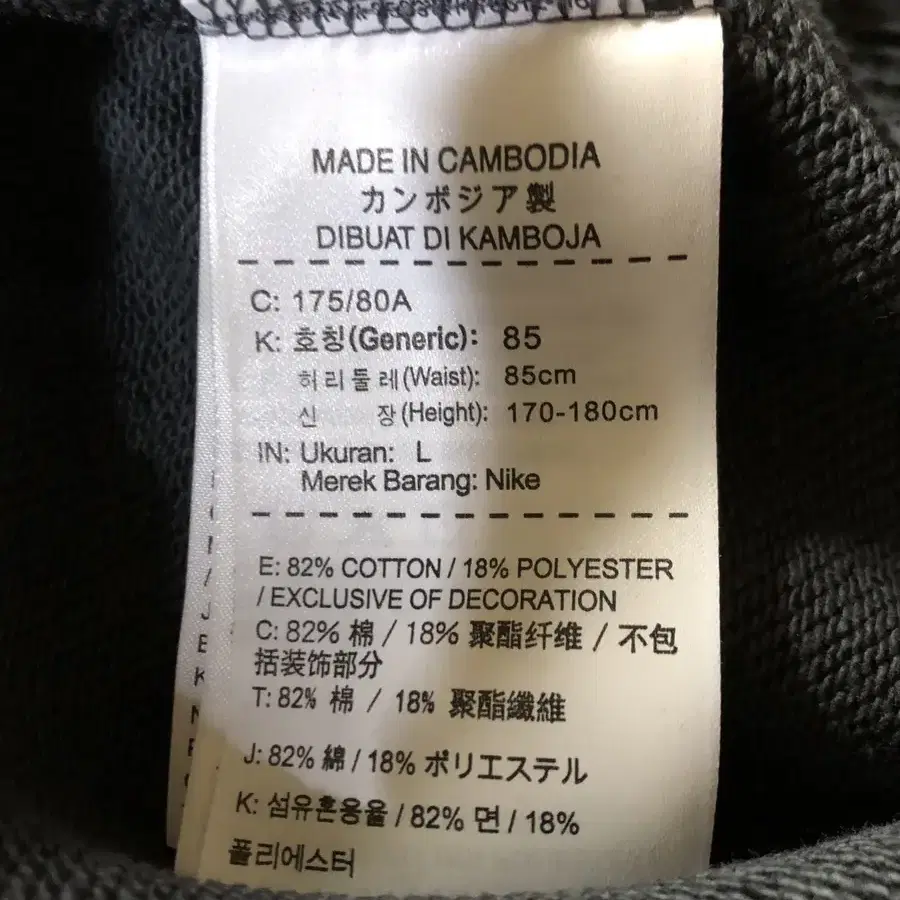 MADE IN CAMBODIA
カンボジア製
DIBUAT DI KAMBOJA
C: 175/80A
K: 호칭(Generic): 85
허리둘레(Waist): 85cm
신 장(Height): 170-180cm
IN: Ukuran: L
Merek Barang: Nike
E: 82% COTTON / 18% POLYESTER
/ EXCLUSIVE OF DECORATION
C: 82% 棉 / 18% 聚酯纤维 / 不包
括装饰部分
T: 82% 棉 / 18% 聚酯纖維
J: 82% 綿 / 18% ポリエステル
K: 섬유혼용율 / 82% 면 / 18%
폴리에스터